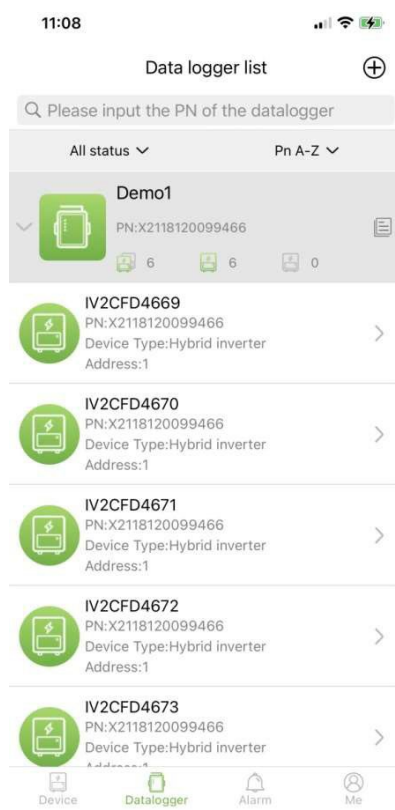 11:08
Data logger list
Please input the PN of the datalogger
All status Pn A-Z
Demo1
PN:X2118120099466
6 6 0
IV2CFD4669
PN:X2118120099466
Device Type:Hybrid inverter
Address:1
IV2CFD4670
PN:X2118120099466
Device Type:Hybrid inverter
Address:1
IV2CFD4671
PN:X2118120099466
Device Type:Hybrid inverter
Address:1
IV2CFD4672
PN:X2118120099466
Device Type:Hybrid inverter
Address:1
IV2CFD4673
PN:X2118120099466
Device Type:Hybrid inverter
Device Datalogger Alarm Me